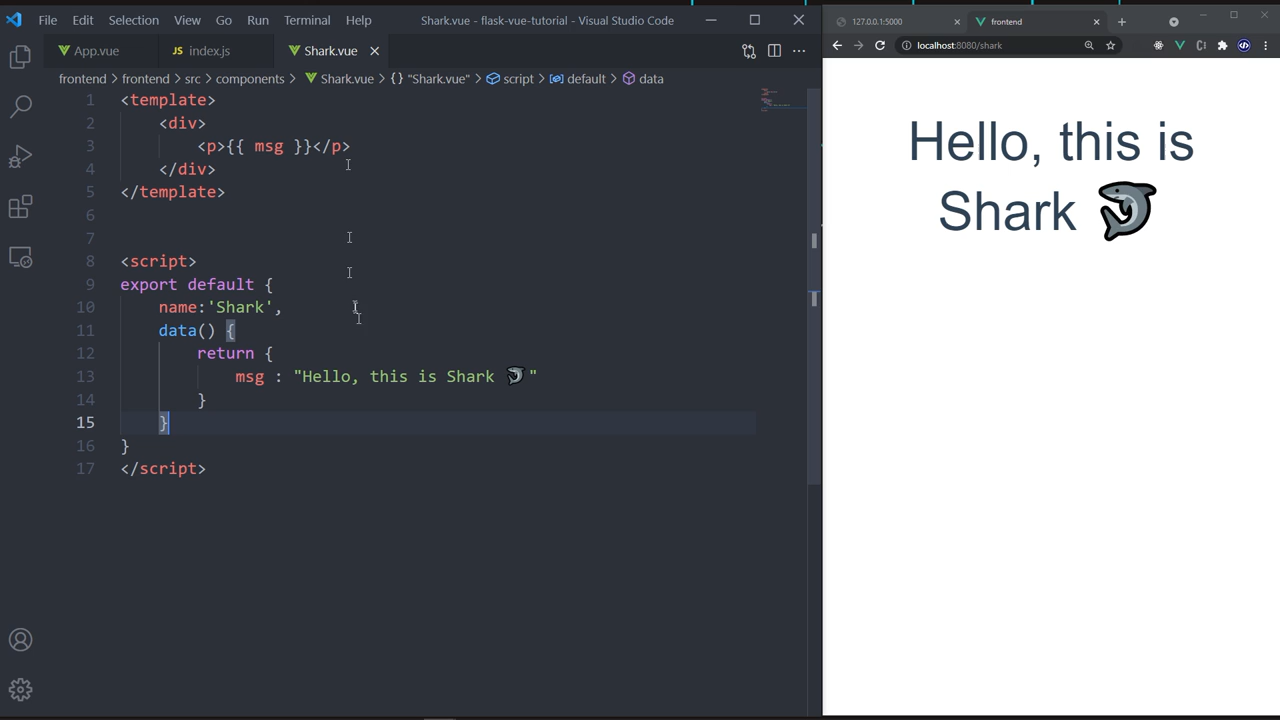 File Edit Selection View Go Run Terminal Help Shark.vue - flask-vue-tutorial - Visual Studio Code
App.vue index.js Shark.vue
frontend > frontend > src > components > Shark.vue > {} "Shark.vue" > script > default > data
1 <template>
2 <div>
3 <p>{{ msg }}</p>
4 </div>
5 </template>
6
7
8 <script>
9 export default {
10 name:'Shark',
11 data() {
12 return {
13 msg : "Hello, this is Shark 🦈"
14 }
15 }
16 }
17 </script>
127.0.0.1:5000 frontend
localhost:8080/shark
Hello, this is
Shark 🦈